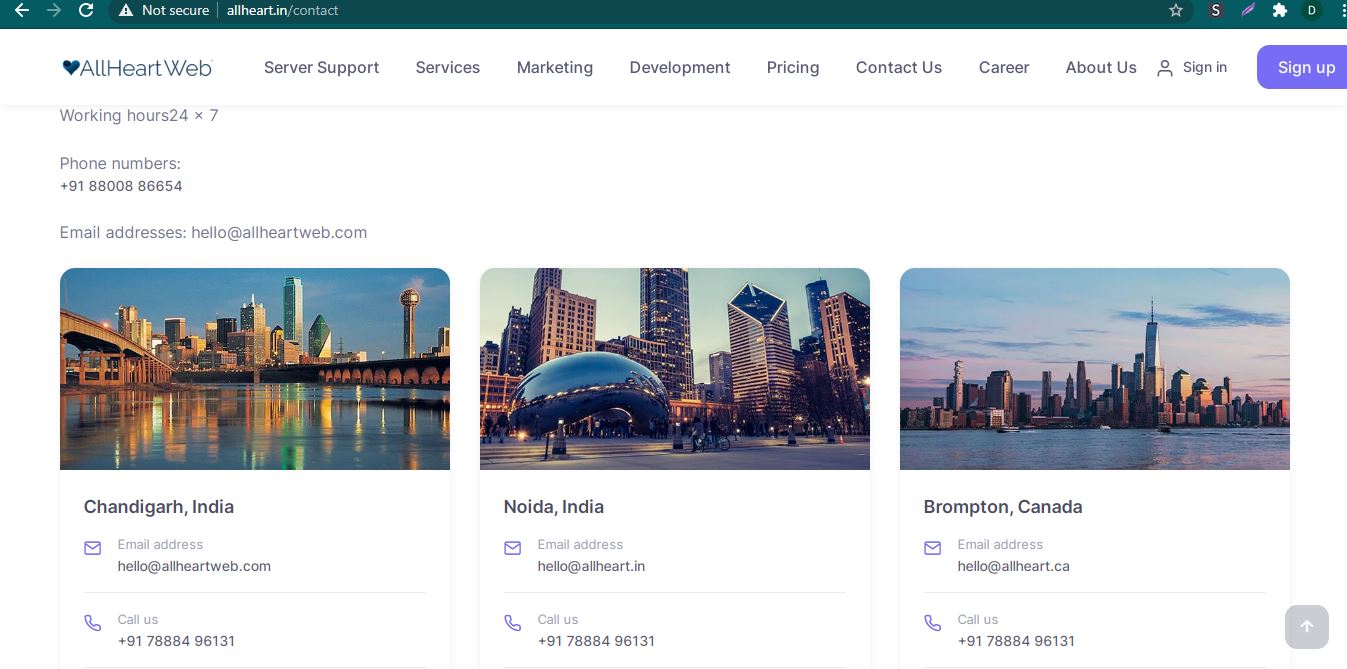 Not secure allheart.in/contact
S
D
AllHeartWeb
Server Support Services Marketing Development Pricing Contact Us Career About Us Sign in Sign up
Working hours24 × 7
Phone numbers:
+91 88008 86654
Email addresses: hello@allheartweb.com
Chandigarh, India
Email address
hello@allheartweb.com
Call us
+91 78884 96131
Noida, India
Email address
hello@allheart.in
Call us
+91 78884 96131
Brompton, Canada
Email address
hello@allheart.ca
Call us
+91 78884 96131